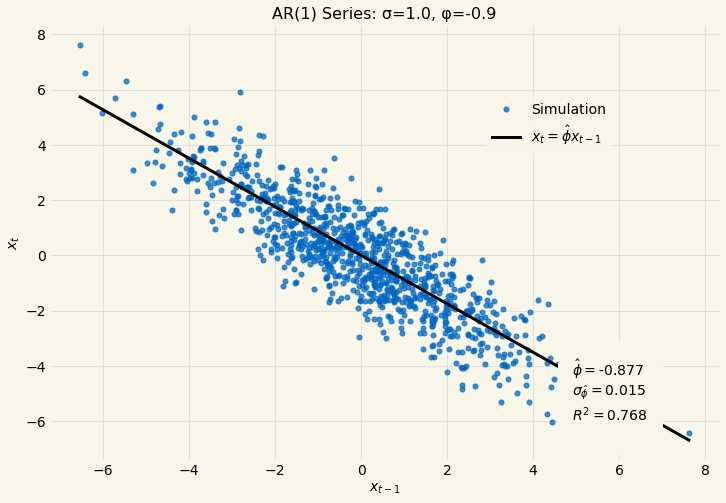 AR(1) Series: σ=1.0, φ=-0.9
8
6
4
2
0
−2
−4
−6
x_t
Simulation
x_t = ϕ̂x_{t−1}
ϕ̂ = -0.877
σ_ϕ̂ = 0.015
R² = 0.768
−6 −4 −2 0 2 4 6 8
x_{t−1}